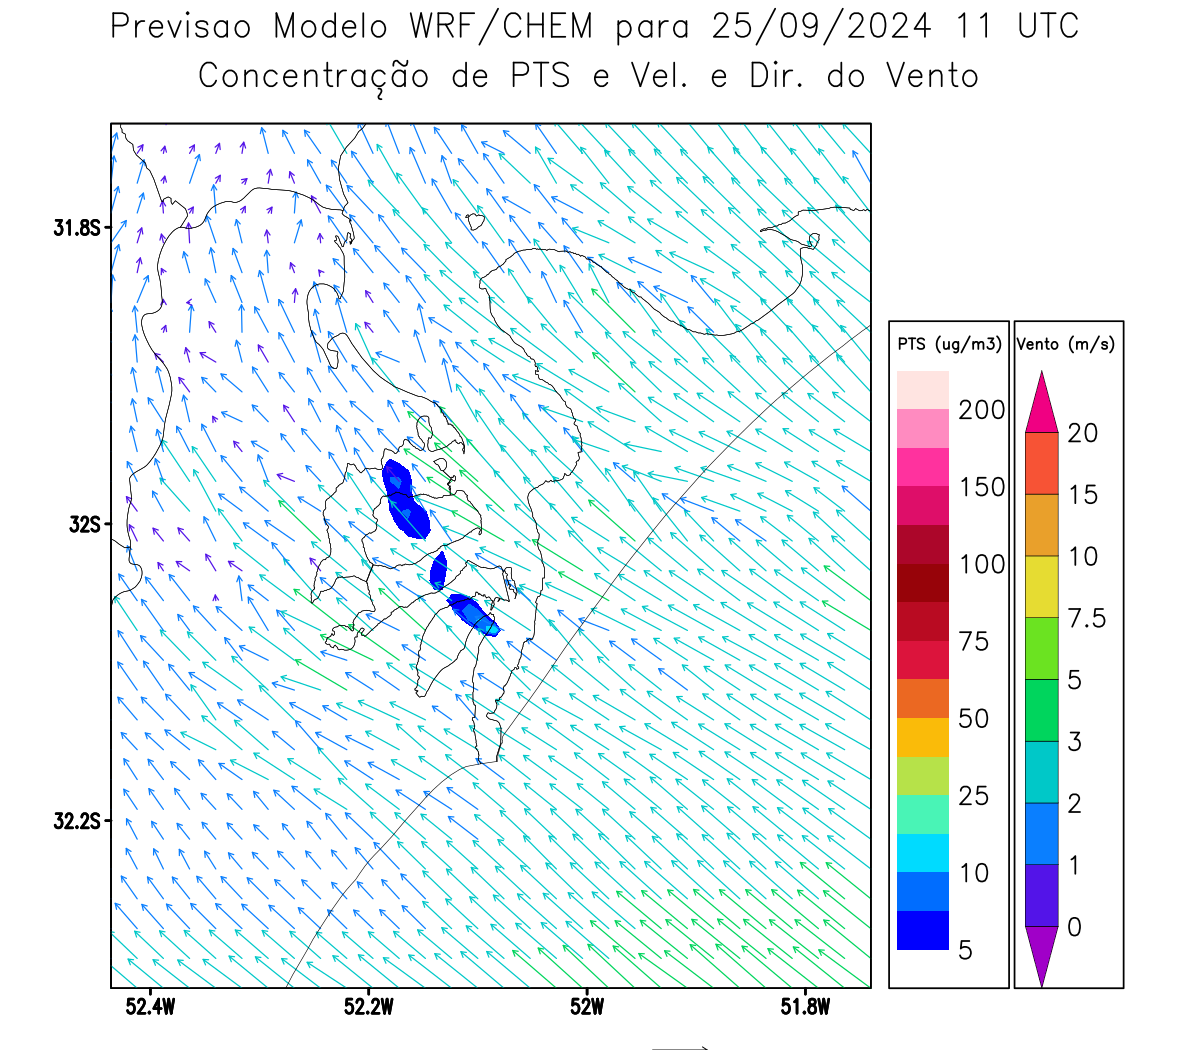 Previsao Modelo WRF/CHEM para 25/09/2024 11 UTC
Concentração de PTS e Vel. e Dir. do Vento
31.8S
32S
32.2S
52.4W 52.2W 52W 51.8W
PTS (ug/m3)
200
150
100
75
50
25
10
5
Vento (m/s)
20
15
10
7.5
5
3
2
1
0